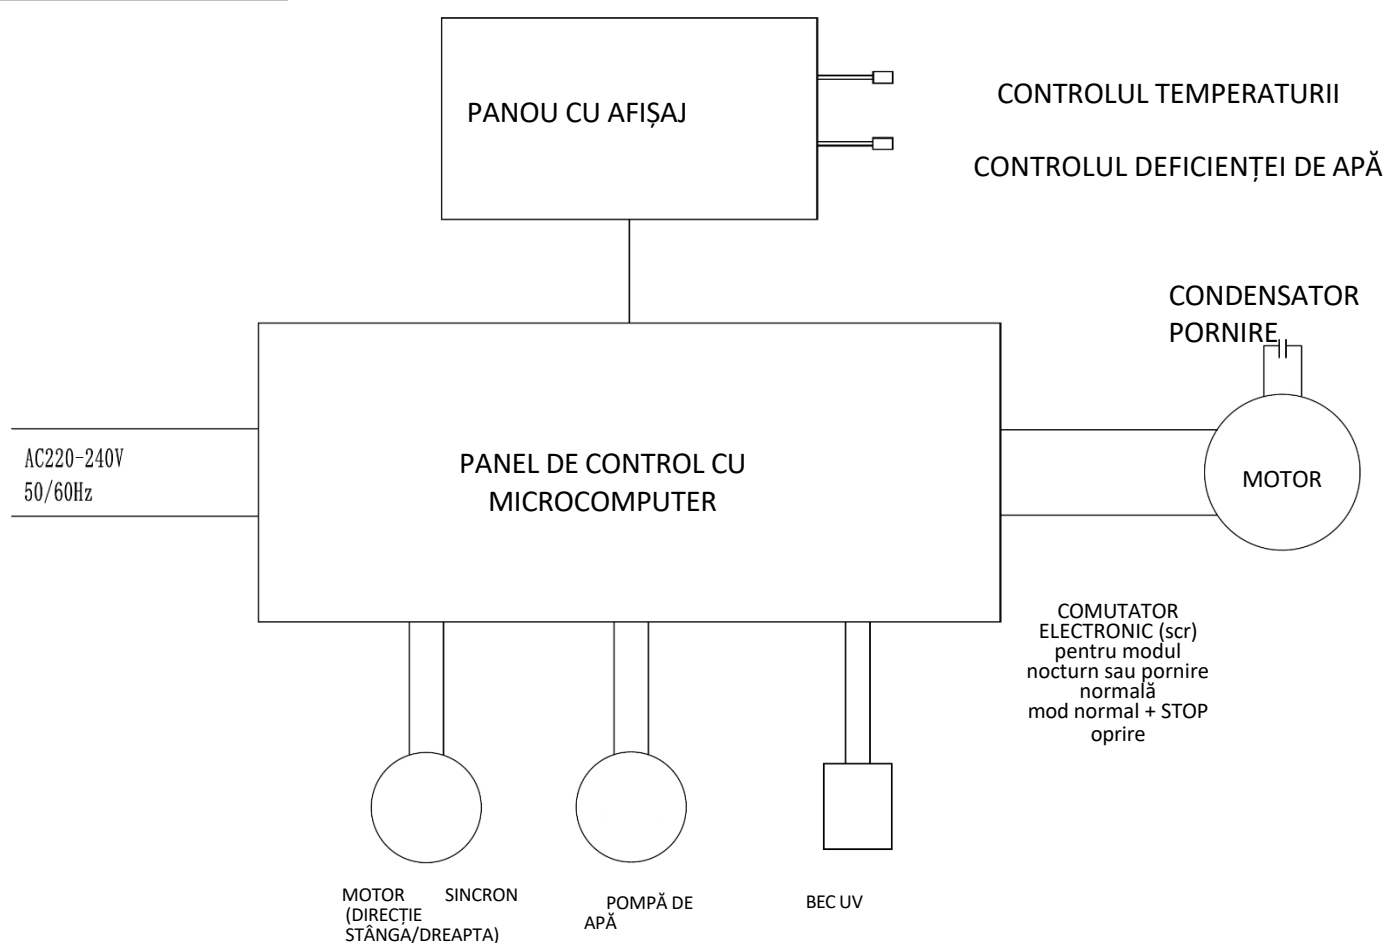 PANOU CU AFIȘAJ
CONTROLUL TEMPERATURII
CONTROLUL DEFICIENȚEI DE APĂ
CONDENSATOR
PORNIRE
AC220-240V
50/60Hz
PANEL DE CONTROL CU
MICROCOMPUTER
MOTOR
COMUTATOR
ELECTRONIC (scr)
pentru modul
nocturn sau pornire
normală
mod normal + STOP
oprire
MOTOR SINCRON
(DIRECȚIE
STÂNGA/DREAPTA)
POMPĂ DE
APĂ
BEC UV